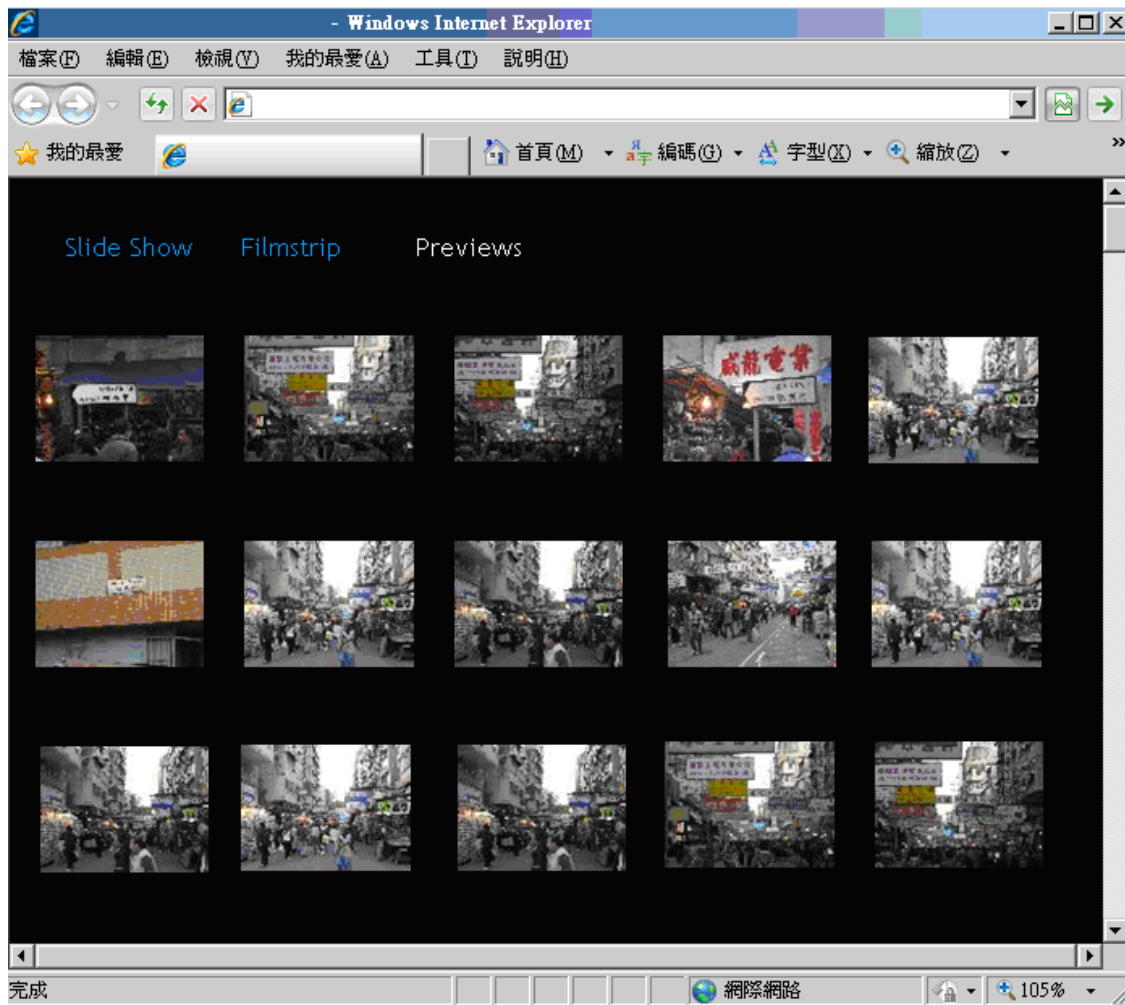 - Windows Internet Explorer
檔案(F) 編輯(E) 檢視(V) 我的最愛(A) 工具(T) 說明(H)
我的最愛 首頁(M) 編碼(G) 字型(X) 縮放(Z) »
Slide Show Filmstrip Previews
威龍電業
完成 網際網路 105%